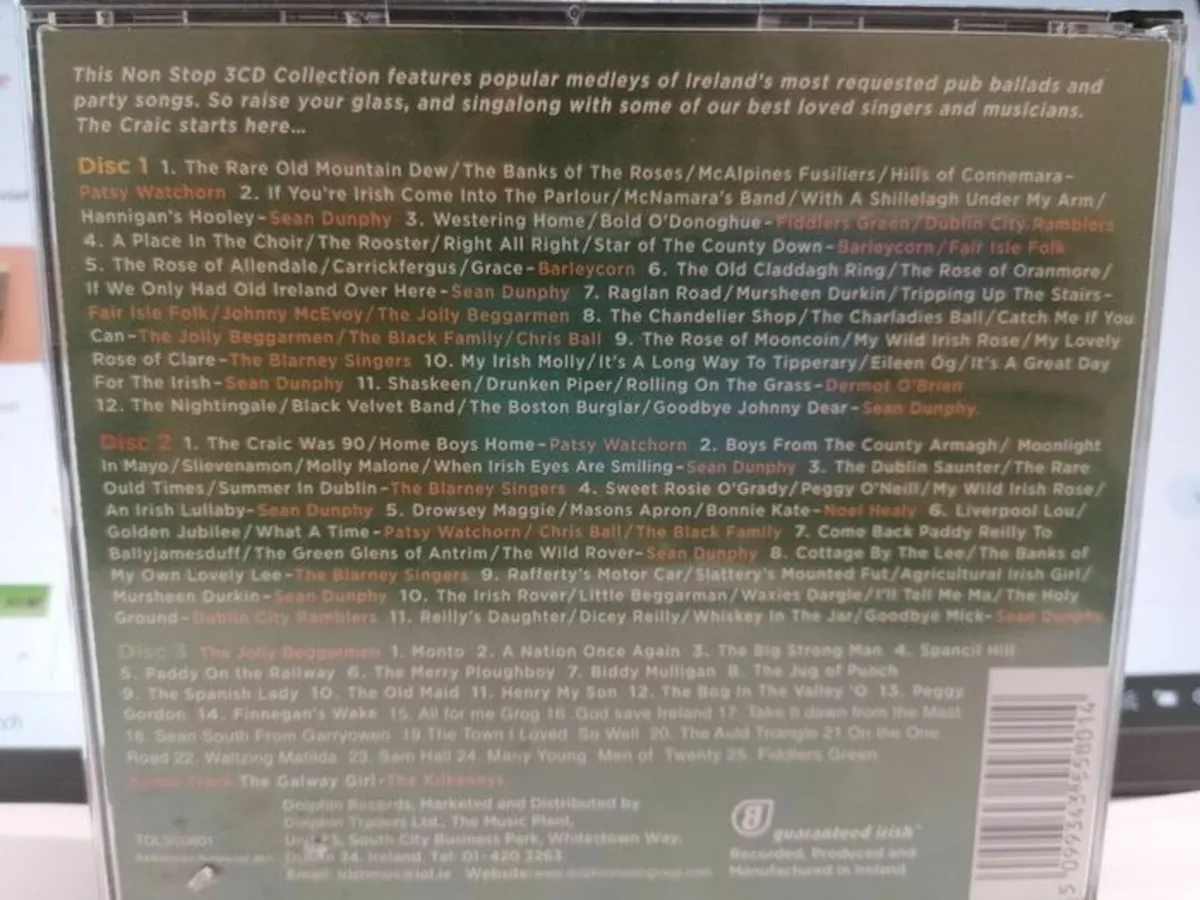 This Non Stop 3CD Collection features popular medleys of Ireland's most requested pub ballads and
party songs. So raise your glass, and singalong with some of our best loved singers and musicians.
The Craic starts here...
Disc 1 1. The Rare Old Mountain Dew/The Banks of The Roses/McAlpines Fusiliers/Hills of Connemara-
Patsy Watchorn 2. If You're Irish Come Into The Parlour/McNamara's Band/With A Shillelagh Under My Arm/
Hannigan's Hooley-Sean Dunphy 3. Westering Home/Bold O'Donoghue-Fiddlers Green/Dublin City Ramblers
4. A Place In The Choir/The Rooster/Right All Right/Star of The County Down-Barleycorn/Fair Isle Folk
5. The Rose of Allendale/Carrickfergus/Grace-Barleycorn 6. The Old Claddagh Ring/The Rose of Oranmore/
If We Only Had Old Ireland Over Here-Sean Dunphy 7. Raglan Road/Mursheen Durkin/Tripping Up The Stairs-
Fair Isle Folk/Johnny McEvoy/The Jolly Beggarmen 8. The Chandelier Shop/The Charladies Ball/Catch Me If You
Can-The Jolly Beggarmen/The Black Family/Chris Ball 9. The Rose of Mooncoin/My Wild Irish Rose/My Lovely
Rose of Clare-The Blarney Singers 10. My Irish Molly/It's A Long Way To Tipperary/Eileen Óg/It's A Great Day
For The Irish-Sean Dunphy 11. Shaskeen/Drunken Piper/Rolling On The Grass-Dermot O'Brien
12. The Nightingale/Black Velvet Band/The Boston Burglar/Goodbye Johnny Dear-Sean Dunphy.
Disc 2 1. The Craic Was 90/Home Boys Home-Patsy Watchorn 2. Boys From The County Armagh/ Moonlight
In Mayo/Slievenamon/Molly Malone/When Irish Eyes Are Smiling-Sean Dunphy 3. The Dublin Saunter/The Rare
Ould Times/Summer In Dublin-The Blarney Singers 4. Sweet Rosie O'Grady/Peggy O'Neill/My Wild Irish Rose/
An Irish Lullaby-Sean Dunphy 5. Drowsey Maggie/Masons Apron/Bonnie Kate-Noel Healy 6. Liverpool Lou/
Golden Jubilee/What A Time-Patsy Watchorn/ Chris Ball/The Black Family 7. Come Back Paddy Reilly To
Ballyjamesduff/The Green Glens of Antrim/The Wild Rover-Sean Dunphy 8. Cottage By The Lee/The Banks of
My Own Lovely Lee-The Blarney Singers 9. Rafferty's Motor Car/Slattery's Mounted Fut/Agricultural Irish Girl/
Mursheen Durkin-Sean Dunphy 10. The Irish Rover/Little Beggarman/Waxies Dargle/I'll Tell Me Ma/The Holy
Ground-Dublin City Ramblers 11. Reilly's Daughter/Dicey Reilly/Whiskey In The Jar/Goodbye Mick-Sean Dunphy
Disc 3 The Jolly Beggarmen 1. Monto 2. A Nation Once Again 3. The Big Strong Man 4. Spancil Hill
5. Paddy On the Railway 6. The Merry Ploughboy 7. Biddy Mulligan 8. The Jug of Punch
9. The Spanish Lady 10. The Old Maid 11. Henry My Son 12. The Bog In The Valley 'O 13. Peggy
Gordon 14. Finnegan's Wake 15. All for me Grog 16. God save Ireland 17. Take It down from the Mast
18. Sean South From Garryowen 19. The Town I Loved So Well 20. The Auld Triangle 21 On the One
Road 22. Waltzing Matilda 23. Sam Hall 24. Many Young Men of Twenty 25. Fiddlers Green
Bonus Track The Galway Girl-The Kilkennys.
Dolphin Records, Marketed and Distributed by
Dolphin Traders Ltd., The Music Plant,
South City Business Park, Whitestown Way,
Dublin 24, Ireland. Tel: 01-420 3263.
Email: Website:
guaranteed irish
Recorded, Produced and
Manufactured in Ireland
5 099343 558014